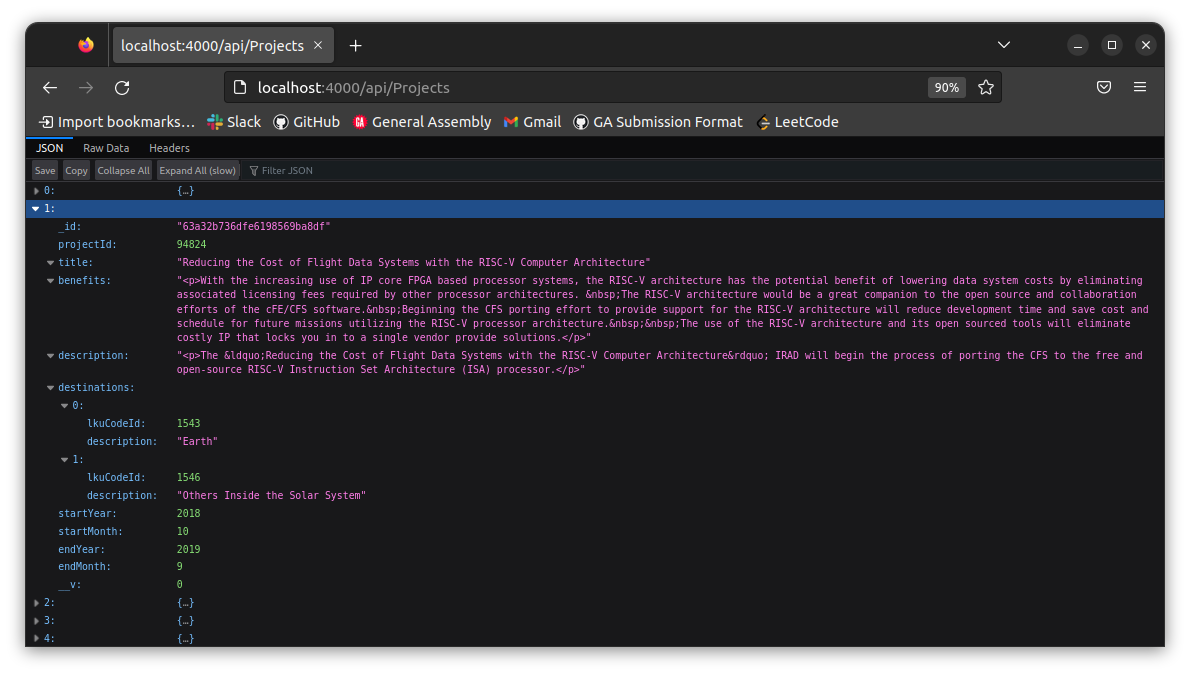 localhost:4000/api/Projects
localhost:4000/api/Projects 90%
Import bookmarks... Slack GitHub GA General Assembly Gmail GA Submission Format LeetCode
JSON Raw Data Headers
Save Copy Collapse All Expand All (slow) Filter JSON
0: {…}
1:
_id: "63a32b736dfe6198569ba8df"
projectId: 94824
title: "Reducing the Cost of Flight Data Systems with the RISC-V Computer Architecture"
benefits: "<p>With the increasing use of IP core FPGA based processor systems, the RISC-V architecture has the potential benefit of lowering data system costs by eliminating
associated licensing fees required by other processor architectures. &nbsp;The RISC-V architecture would be a great companion to the open source and collaboration
efforts of the cFE/CFS software.&nbsp;Beginning the CFS porting effort to provide support for the RISC-V architecture will reduce development time and save cost and
schedule for future missions utilizing the RISC-V processor architecture.&nbsp;&nbsp;The use of the RISC-V architecture and its open sourced tools will eliminate
costly IP that locks you in to a single vendor provide solutions.</p>"
description: "<p>The &ldquo;Reducing the Cost of Flight Data Systems with the RISC-V Computer Architecture&rdquo; IRAD will begin the process of porting the CFS to the free and
open-source RISC-V Instruction Set Architecture (ISA) processor.</p>"
destinations:
0:
lkuCodeId: 1543
description: "Earth"
1:
lkuCodeId: 1546
description: "Others Inside the Solar System"
startYear: 2018
startMonth: 10
endYear: 2019
endMonth: 9
__v: 0
2: {…}
3: {…}
4: {…}